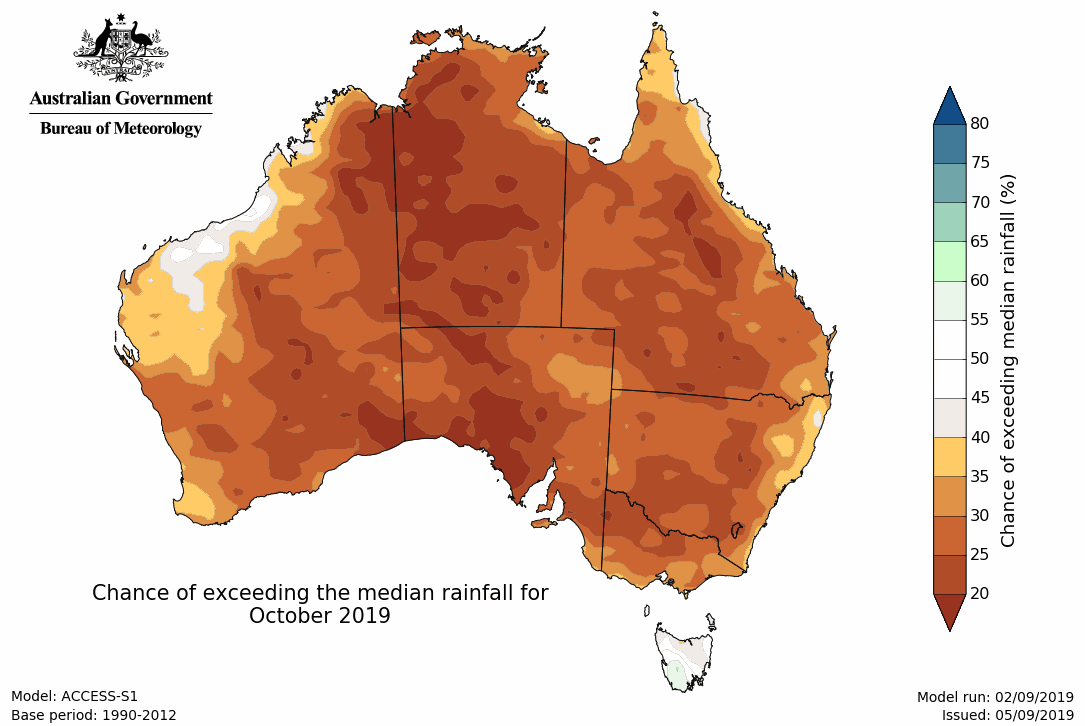 Australian Government
Bureau of Meteorology
80
75
70
65
60
55
50
45
40
35
30
25
20
Chance of exceeding median rainfall (%)
Chance of exceeding the median rainfall for
October 2019
Model: ACCESS-S1
Base period: 1990-2012
Model run: 02/09/2019
Issued: 05/09/2019